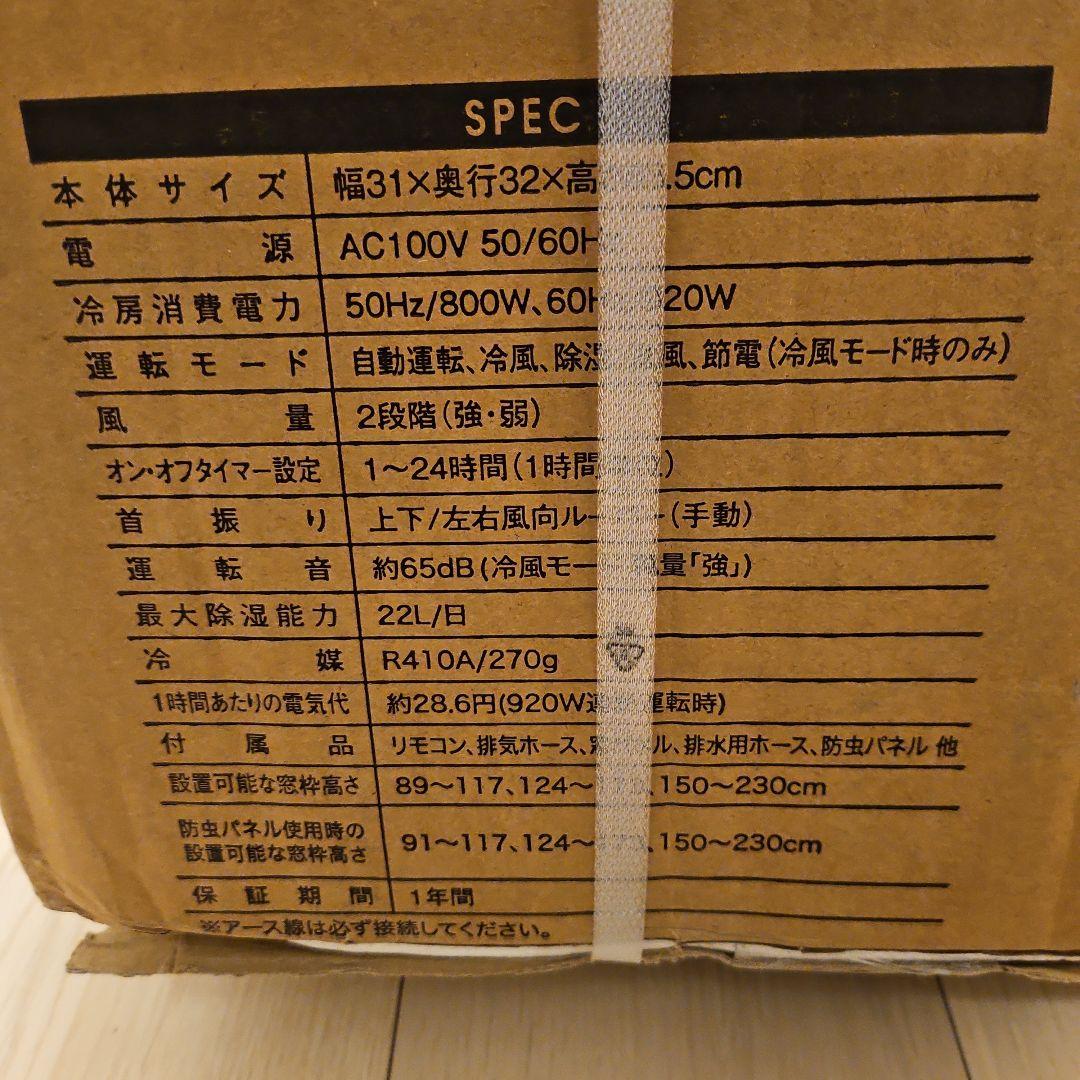 SPEC
本体サイズ 幅31×奥行32×高 .5cm
電源 AC100V 50/60H
冷房消費電力 50Hz/800W、60H 20W
運転モード 自動運転、冷風、除湿 風、節電(冷風モード時のみ)
風量 2段階(強・弱)
オン・オフタイマー設定 1〜24時間(1時間 )
首振り 上下/左右風向ル ー(手動)
運転音 約65dB(冷風モー 量「強」)
最大除湿能力 22L/日
冷媒 R410A/270g
1時間あたりの電気代 約28.6円(920W 運転時)
付属品 リモコン、排気ホース、 ル、排水用ホース、防虫パネル 他
設置可能な窓枠高さ 89〜117、124〜 、150〜230cm
防虫パネル使用時の
設置可能な窓枠高さ 91〜117、124〜 、150〜230cm
保証期間 1年間
※アース線は必ず接続してください。